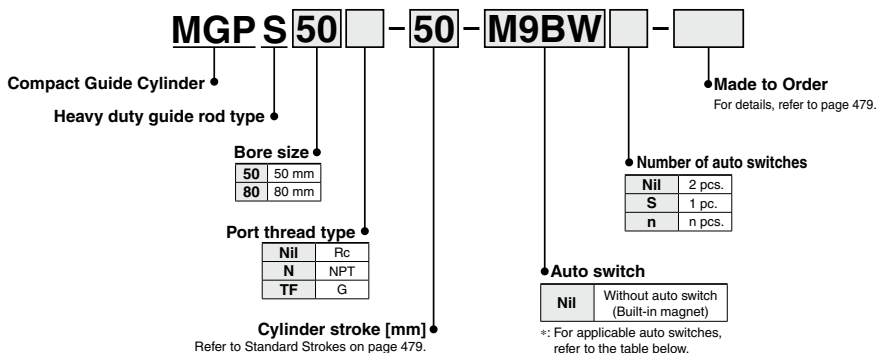 MGP S 50 - 50 - M9BW -
Compact Guide Cylinder
Made to Order
For details, refer to page 479.
Heavy duty guide rod type
Bore size
50 50 mm
80 80 mm
Number of auto switches
Nil 2 pcs.
S 1 pc.
n n pcs.
Port thread type
Nil Rc
N NPT
TF G
Auto switch
Nil Without auto switch
(Built-in magnet)
∗: For applicable auto switches,
refer to the table below.
Cylinder stroke [mm]
Refer to Standard Strokes on page 479.